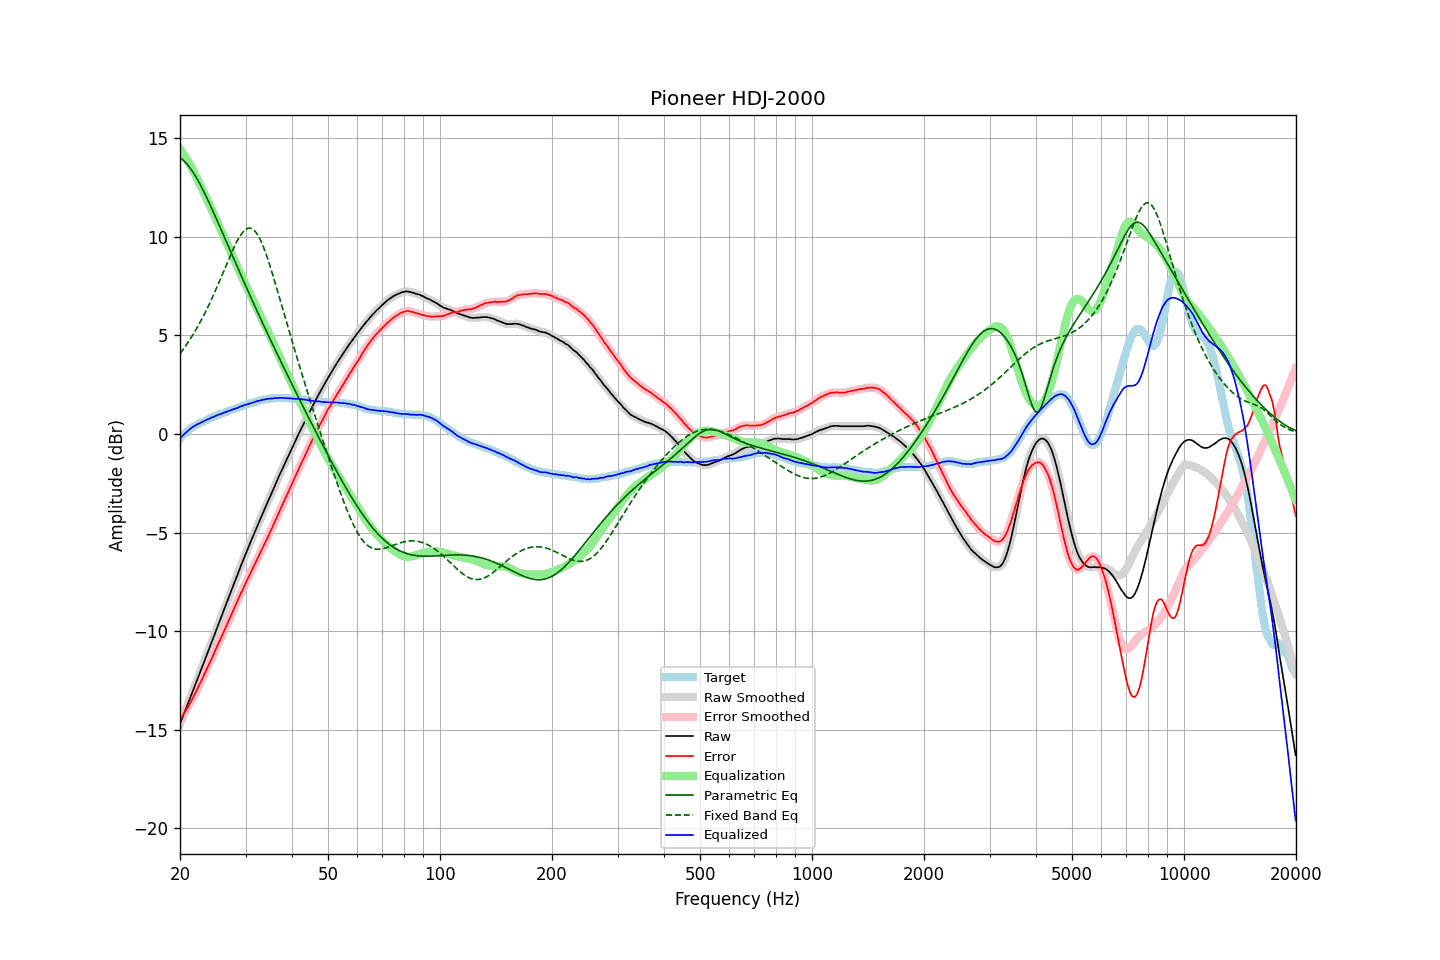 Pioneer HDJ-2000
Amplitude (dBr)
15
10
5
0
−5
−10
−15
−20
Target
Raw Smoothed
Error Smoothed
Raw
Error
Equalization
Parametric Eq
Fixed Band Eq
Equalized
20
50
100
200
500
1000
2000
5000
10000
20000
Frequency (Hz)